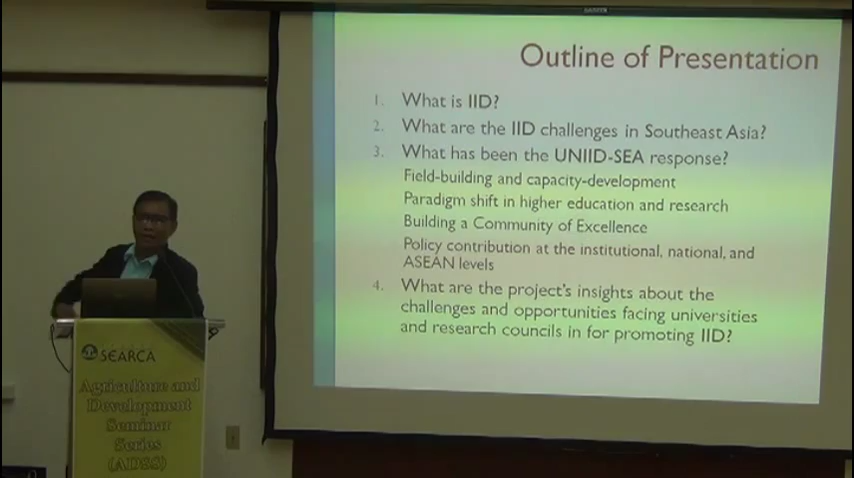 Outline of Presentation
1. What is IID?
2. What are the IID challenges in Southeast Asia?
3. What has been the UNIID-SEA response?
Field-building and capacity-development
Paradigm shift in higher education and research
Building a Community of Excellence
Policy contribution at the institutional, national, and
ASEAN levels
4. What are the project's insights about the
challenges and opportunities facing universities
and research councils in for promoting IID?
SEARCA
Agriculture and
Development
Seminar
Series
(ADSS)